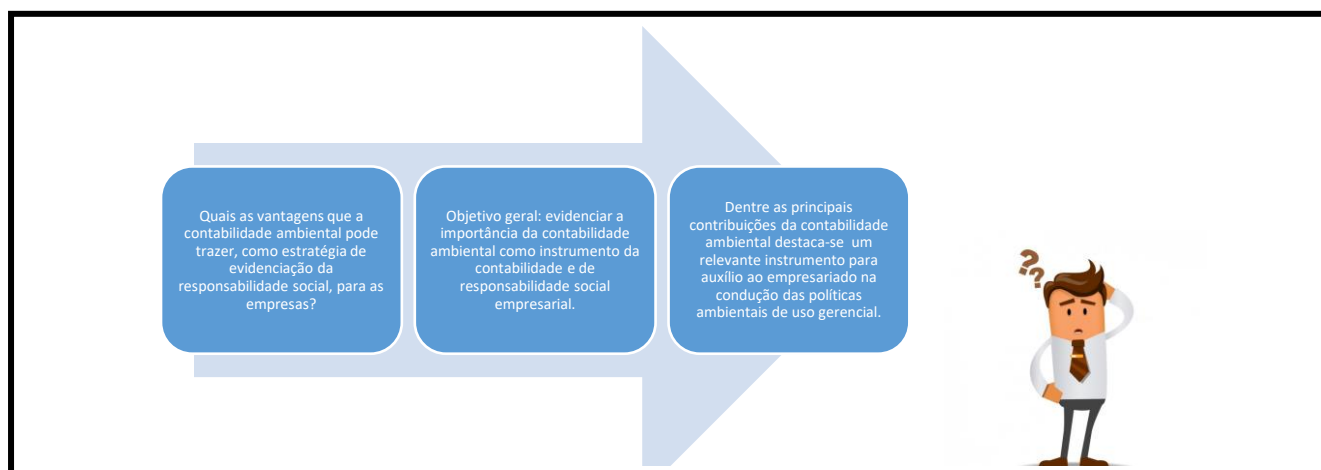 Quais as vantagens que a
contabilidade ambiental pode
trazer, como estratégia de
evidenciação da
responsabilidade social, para as
empresas?
Objetivo geral: evidenciar a
importância da contabilidade
ambiental como instrumento da
contabilidade e de
responsabilidade social
empresarial.
Dentre as principais
contribuições da contabilidade
ambiental destaca-se um
relevante instrumento para
auxílio ao empresariado na
condução das políticas
ambientais de uso gerencial.
???